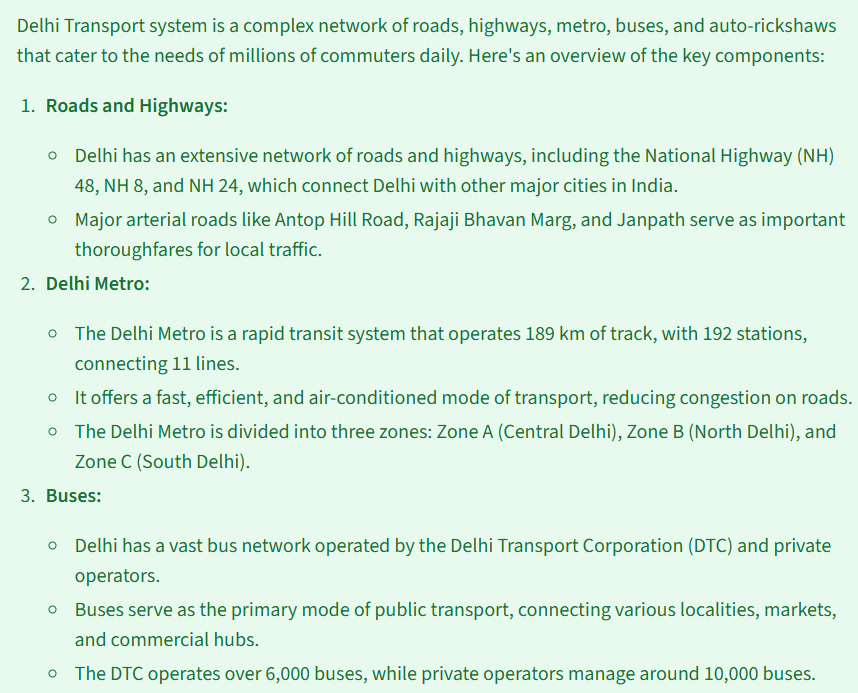 Delhi Transport system is a complex network of roads, highways, metro, buses, and auto-rickshaws
that cater to the needs of millions of commuters daily. Here's an overview of the key components:
1. Roads and Highways:
○ Delhi has an extensive network of roads and highways, including the National Highway (NH)
48, NH 8, and NH 24, which connect Delhi with other major cities in India.
○ Major arterial roads like Antop Hill Road, Rajaji Bhavan Marg, and Janpath serve as important
thoroughfares for local traffic.
2. Delhi Metro:
○ The Delhi Metro is a rapid transit system that operates 189 km of track, with 192 stations,
connecting 11 lines.
○ It offers a fast, efficient, and air-conditioned mode of transport, reducing congestion on roads.
○ The Delhi Metro is divided into three zones: Zone A (Central Delhi), Zone B (North Delhi), and
Zone C (South Delhi).
3. Buses:
○ Delhi has a vast bus network operated by the Delhi Transport Corporation (DTC) and private
operators.
○ Buses serve as the primary mode of public transport, connecting various localities, markets,
and commercial hubs.
○ The DTC operates over 6,000 buses, while private operators manage around 10,000 buses.